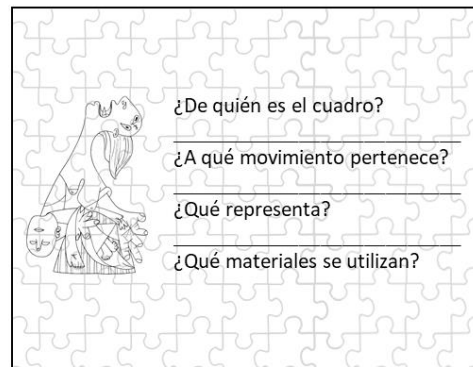 ¿De quién es el cuadro?
¿A qué movimiento pertenece?
¿Qué representa?
¿Qué materiales se utilizan?